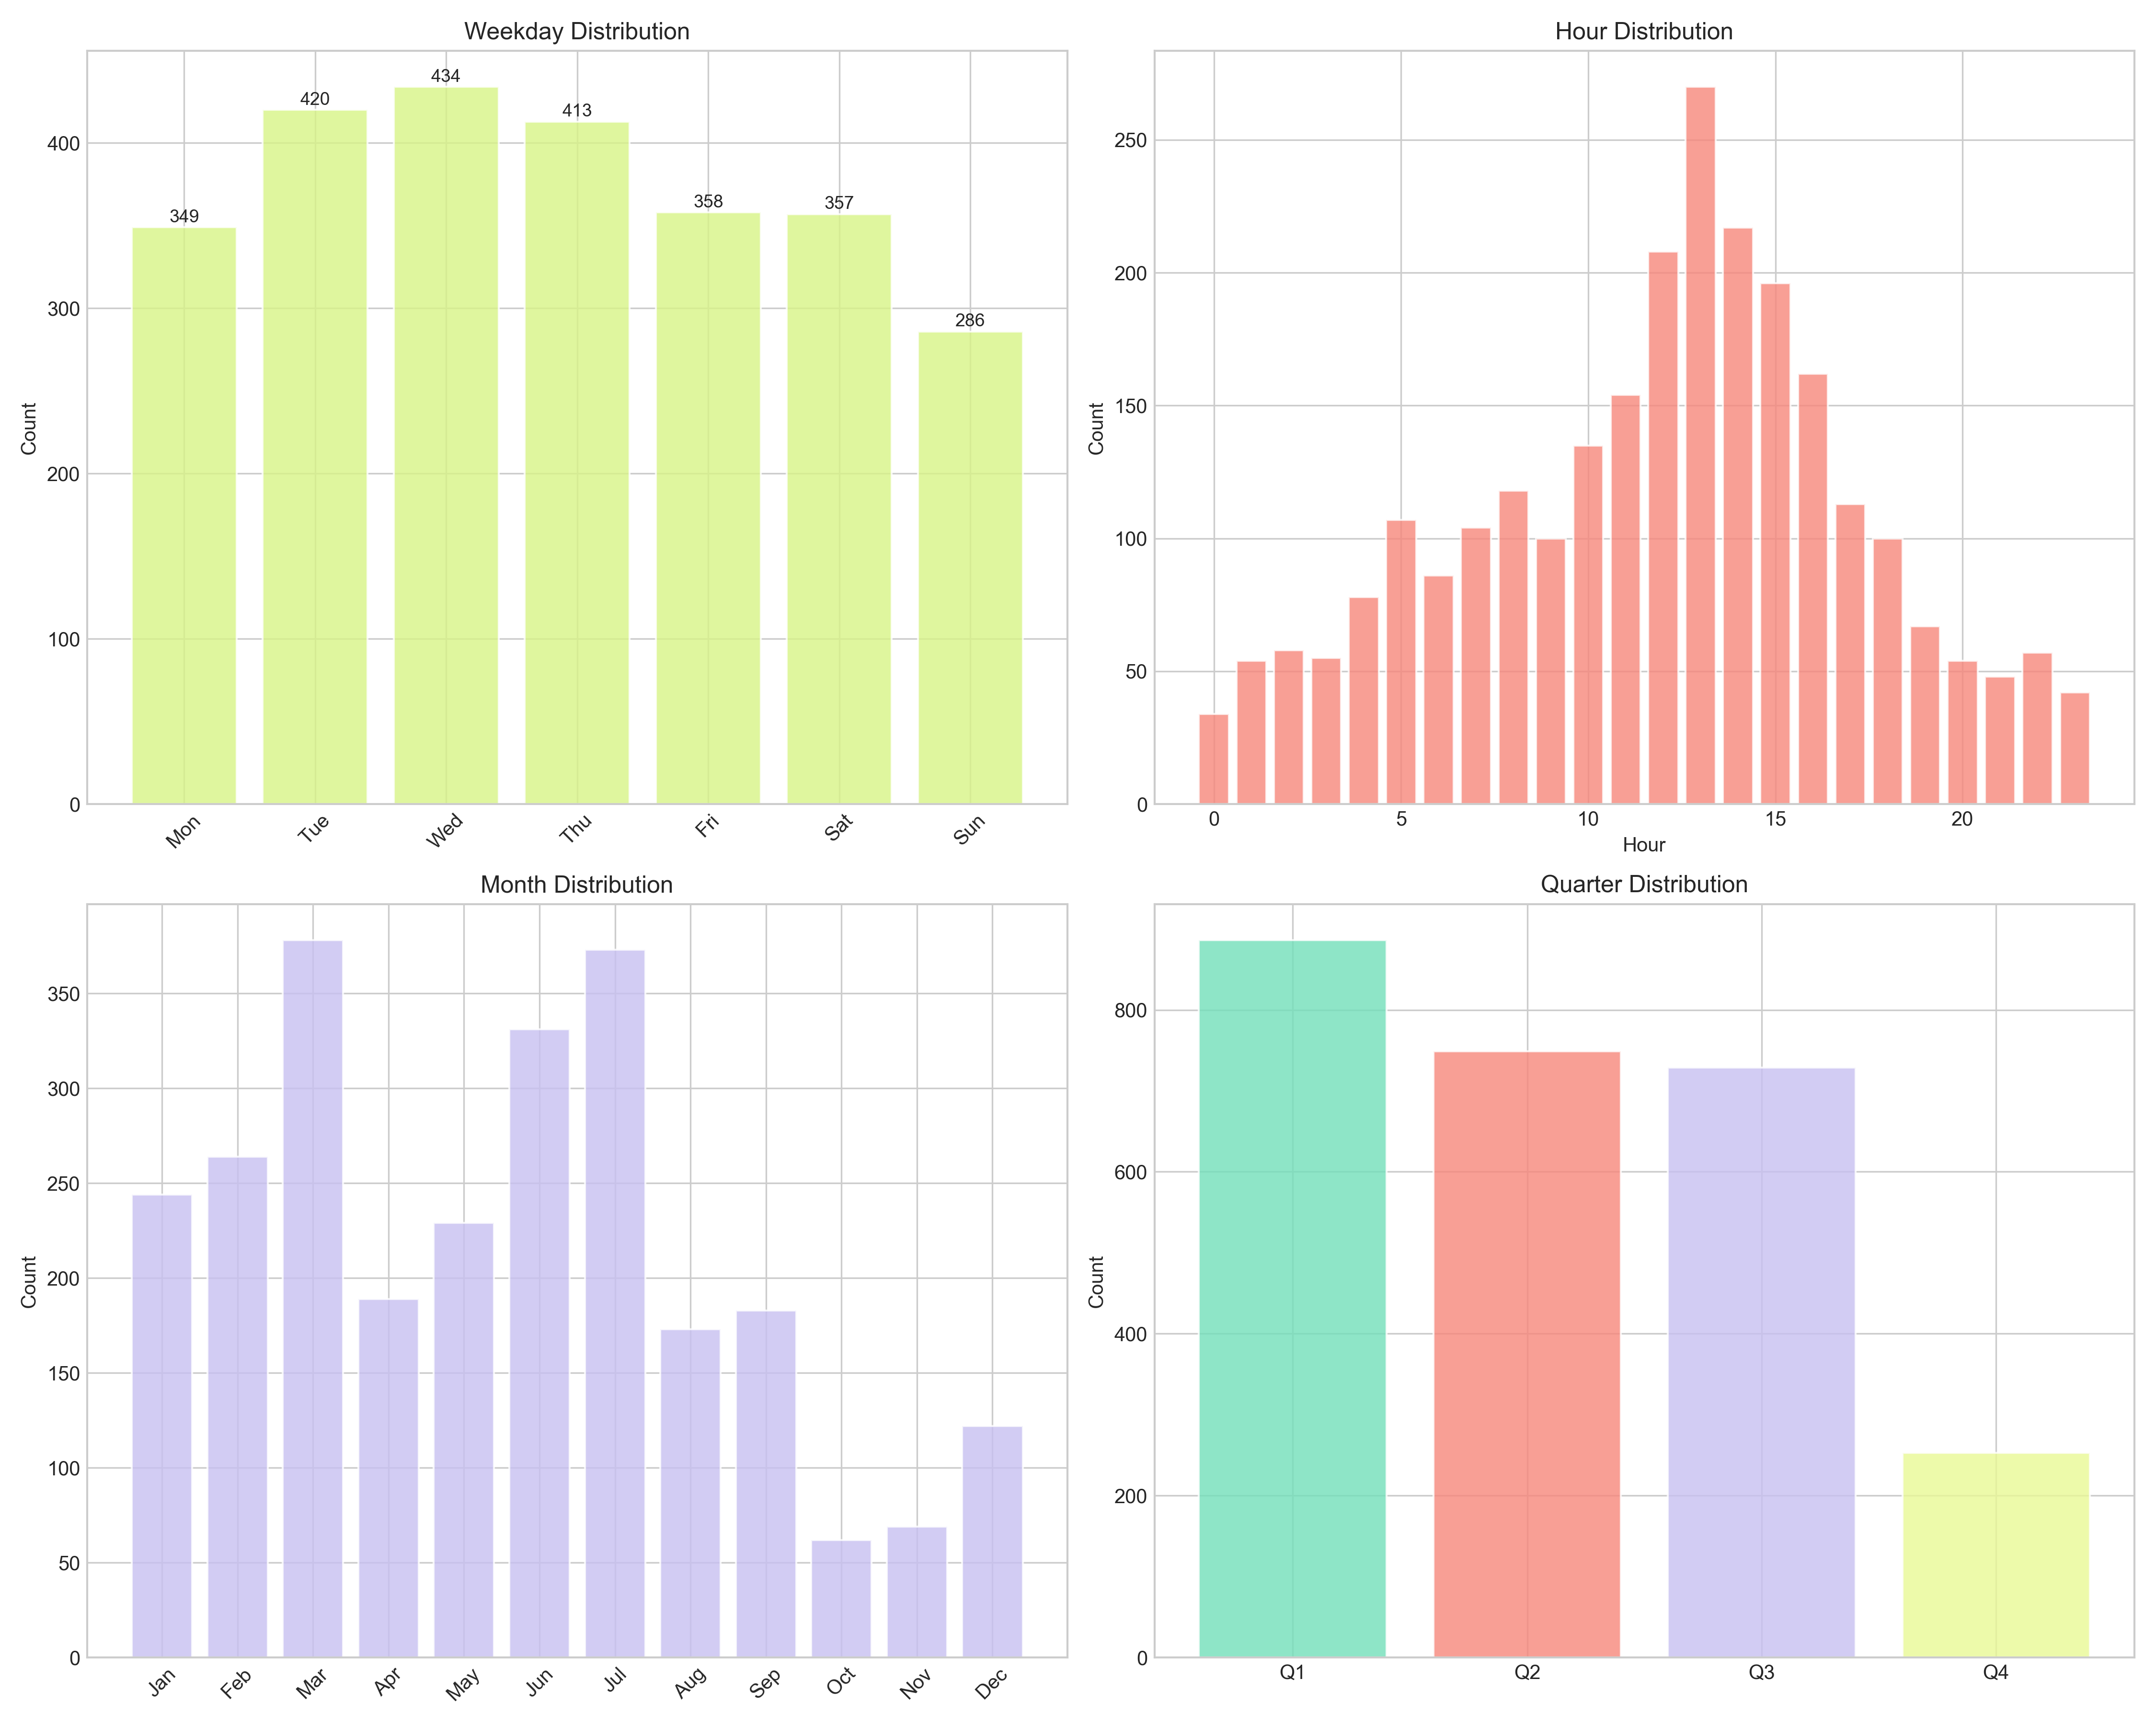 Weekday Distribution
Count
400
300
200
100
0
349
420
434
413
358
357
286
Mon
Tue
Wed
Thu
Fri
Sat
Sun
Hour Distribution
Count
250
200
150
100
50
0
0
5
10
15
20
Hour
Month Distribution
Count
350
300
250
200
150
100
50
0
Jan
Feb
Mar
Apr
May
Jun
Jul
Aug
Sep
Oct
Nov
Dec
Quarter Distribution
Count
800
600
400
200
0
Q1
Q2
Q3
Q4